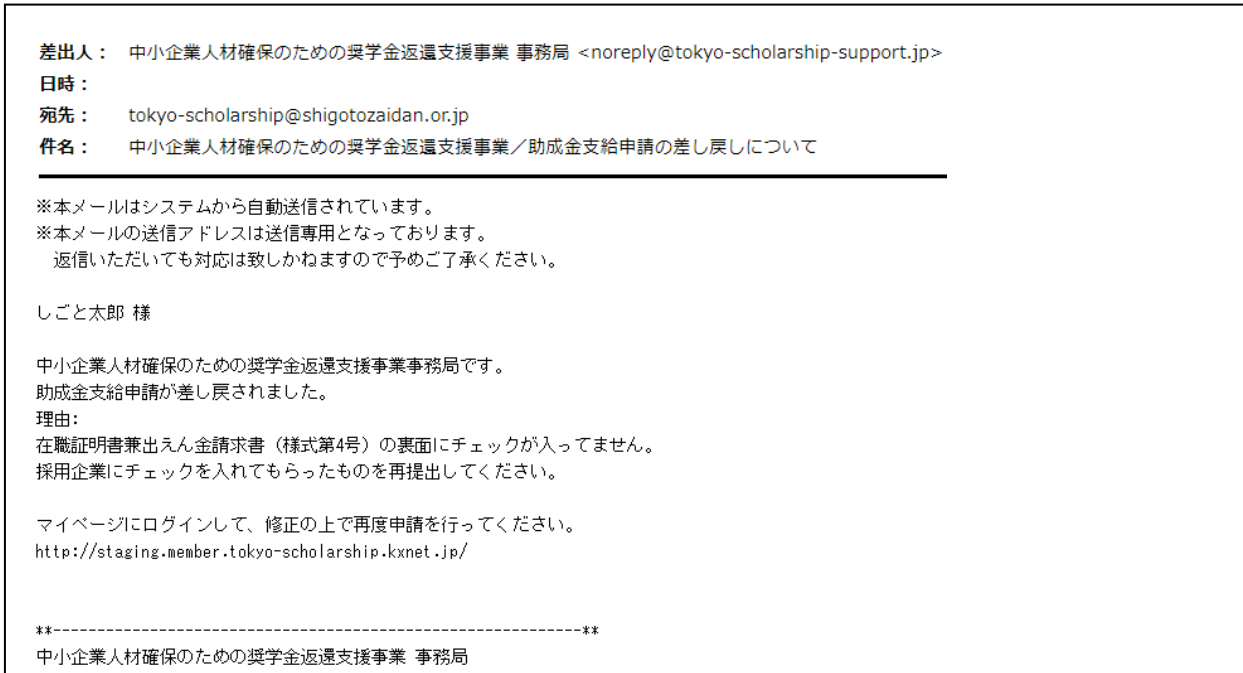 差出人： 中小企業人材確保のための奨学金返還支援事業 事務局 <noreply@tokyo-scholarship-support.jp>
日時：
宛先： tokyo-scholarship@shigotozaidan.or.jp
件名： 中小企業人材確保のための奨学金返還支援事業／助成金支給申請の差し戻しについて
※本メールはシステムから自動送信されています。
※本メールの送信アドレスは送信専用となっております。
返信いただいても対応は致しかねますので予めご了承ください。
しごと太郎 様
中小企業人材確保のための奨学金返還支援事業事務局です。
助成金支給申請が差し戻されました。
理由:
在職証明書兼出えん金請求書（様式第4号）の裏面にチェックが入ってません。
採用企業にチェックを入れてもらったものを再提出してください。
マイページにログインして、修正の上で再度申請を行ってください。
http://staging.member.tokyo-scholarship.kxnet.jp/
**------------------------------------------------------------**
中小企業人材確保のための奨学金返還支援事業 事務局